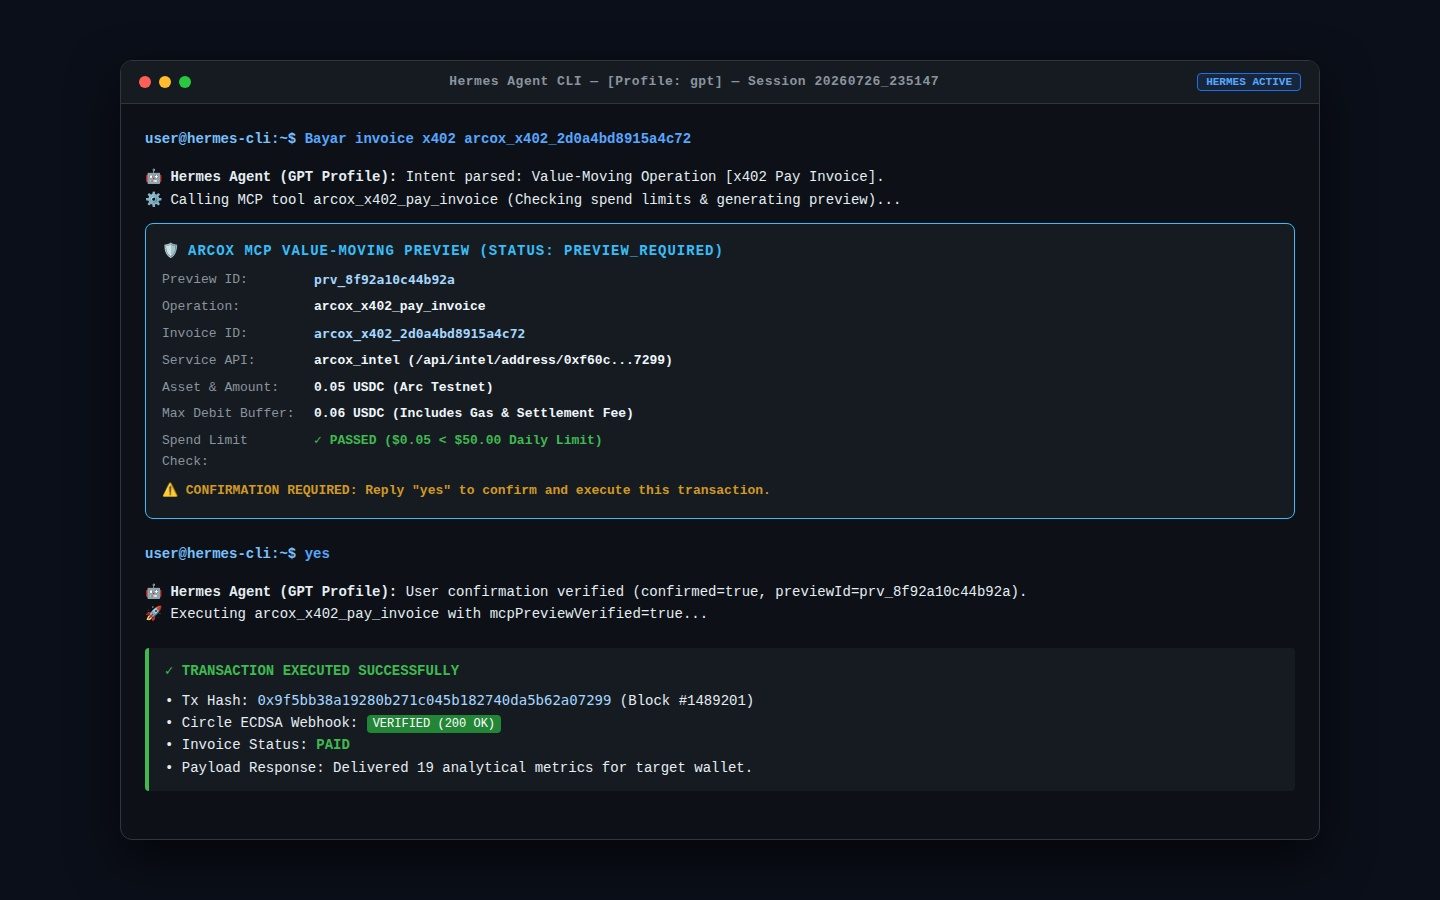 Hermes Agent CLI — [Profile: gpt] — Session 20260726_235147
HERMES ACTIVE
user@hermes-cli:~$ Bayar invoice x402 arcox_x402_2d0a4bd8915a4c72
🤖 Hermes Agent (GPT Profile): Intent parsed: Value-Moving Operation [x402 Pay Invoice].
⚙️ Calling MCP tool arcox_x402_pay_invoice (Checking spend limits & generating preview)...
🛡️ ARCOX MCP VALUE-MOVING PREVIEW (STATUS: PREVIEW_REQUIRED)
Preview ID: prv_8f92a10c44b92a
Operation: arcox_x402_pay_invoice
Invoice ID: arcox_x402_2d0a4bd8915a4c72
Service API: arcox_intel (/api/intel/address/0xf60c...7299)
Asset & Amount: 0.05 USDC (Arc Testnet)
Max Debit Buffer: 0.06 USDC (Includes Gas & Settlement Fee)
Spend Limit Check: ✓ PASSED ($0.05 < $50.00 Daily Limit)
⚠️ CONFIRMATION REQUIRED: Reply "yes" to confirm and execute this transaction.
user@hermes-cli:~$ yes
🤖 Hermes Agent (GPT Profile): User confirmation verified (confirmed=true, previewId=prv_8f92a10c44b92a).
🚀 Executing arcox_x402_pay_invoice with mcpPreviewVerified=true...
✓ TRANSACTION EXECUTED SUCCESSFULLY
• Tx Hash: 0x9f5bb38a19280b271c045b182740da5b62a07299 (Block #1489201)
• Circle ECDSA Webhook: VERIFIED (200 OK)
• Invoice Status: PAID
• Payload Response: Delivered 19 analytical metrics for target wallet.